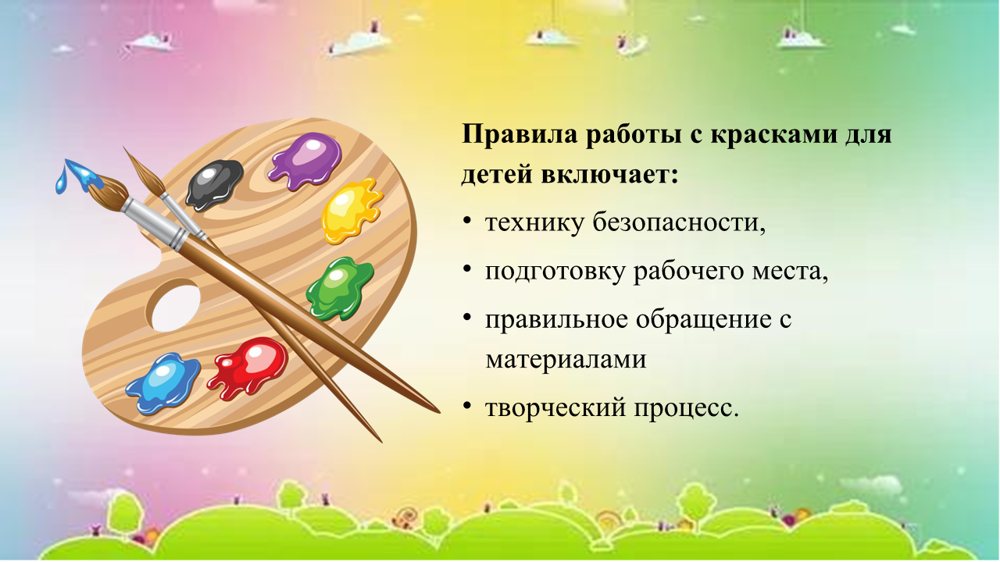 Правила работы с красками для
детей включает:
• технику безопасности,
• подготовку рабочего места,
• правильное обращение с
материалами
• творческий процесс.